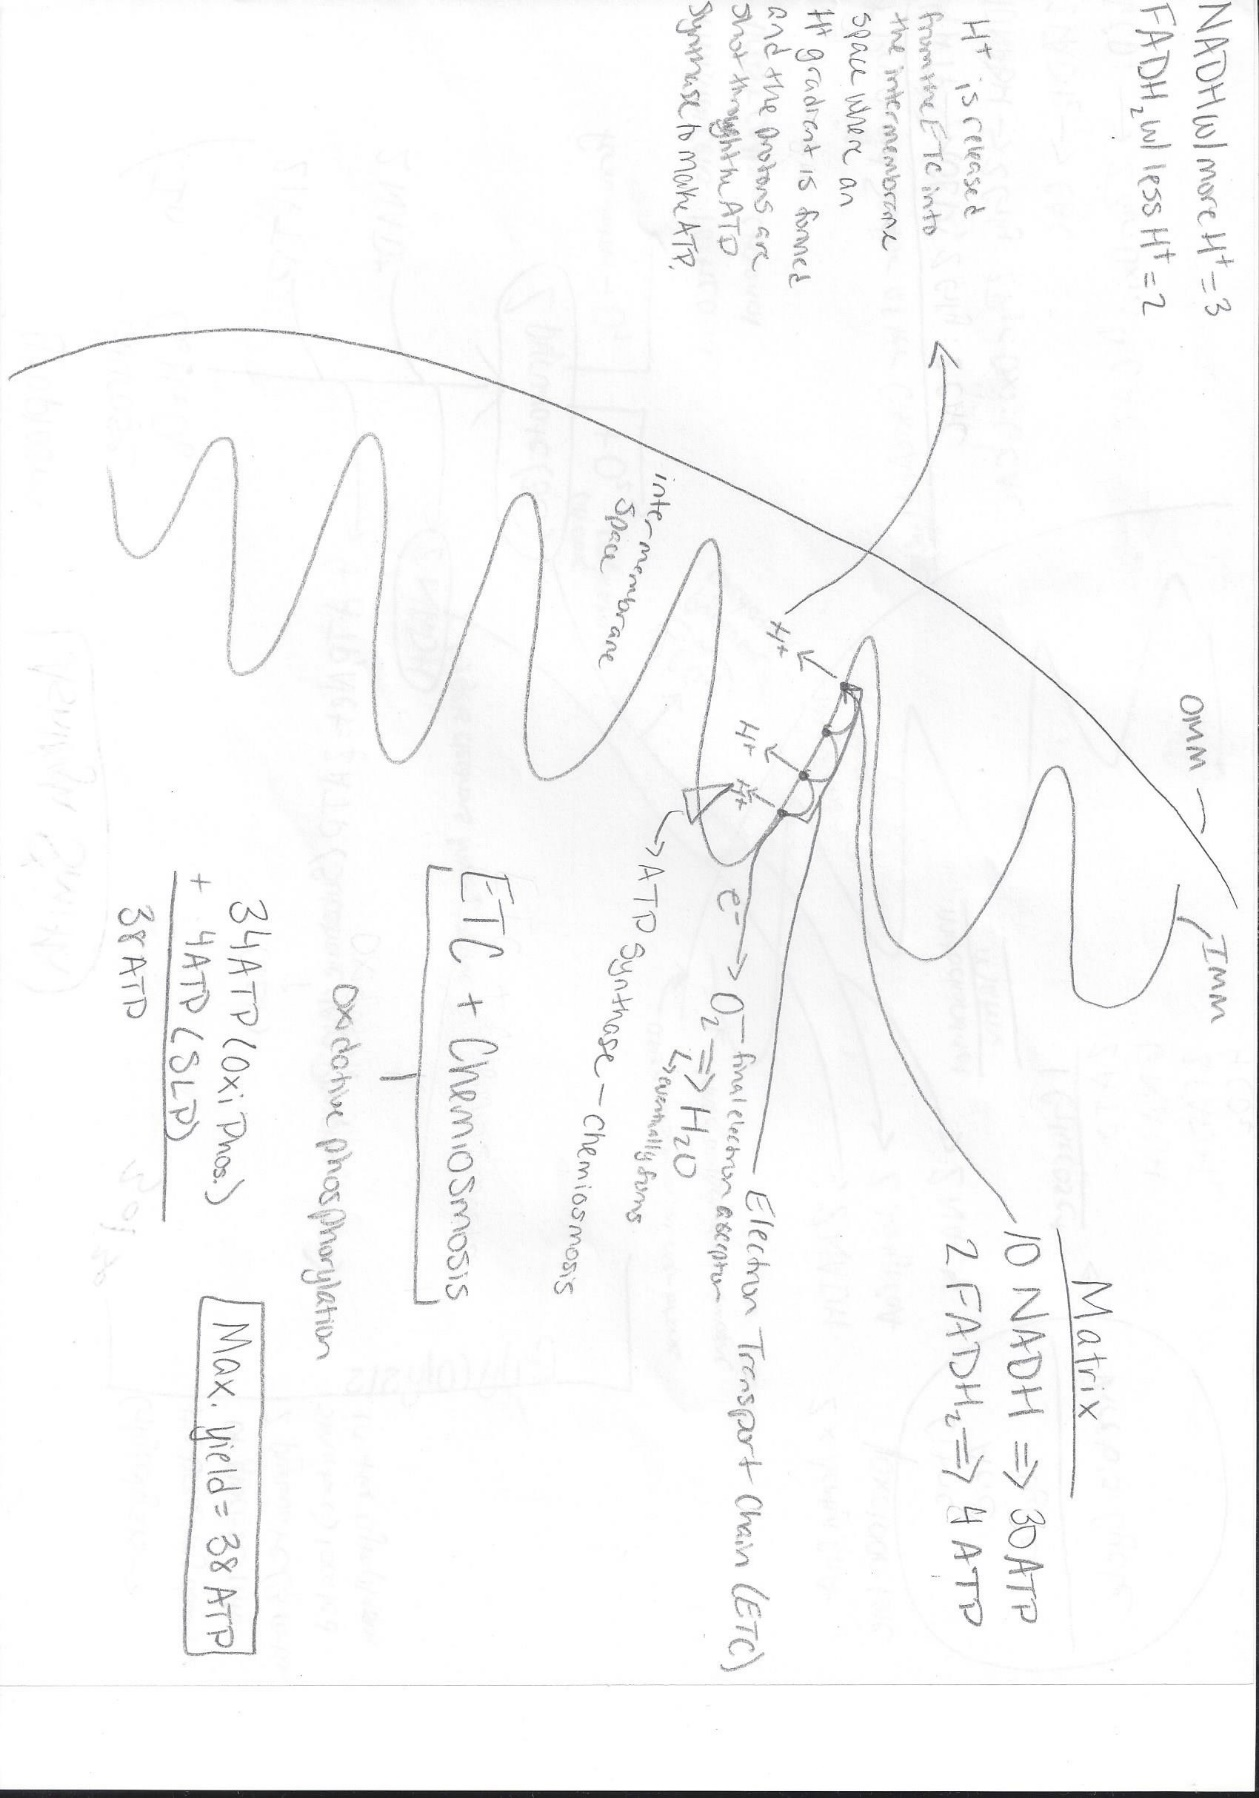 NADH w/ more H+ = 3
FADH2 w/ less H+ = 2
H+ is released
from the ETC into
the intermembrane
space where an
H+ gradient is formed
and the protons are
shot throught the ATP
Synthase to make ATP.
OMM
IMM
intermembrane
Space
H+
H+
H+
Matrix
10 NADH => 30 ATP
2 FADH2 => 4 ATP
Electron Transport Chain (ETC)
e- → O2 - final electron acceptor
=> H2O
↳ eventually forms
→ ATP Synthase - Chemiosmosis
ETC + Chemiosmosis
Oxidative phosphorylation
34 ATP (Oxi Phos.)
+ 4 ATP (SLP)
38 ATP
Max. yield = 38 ATP